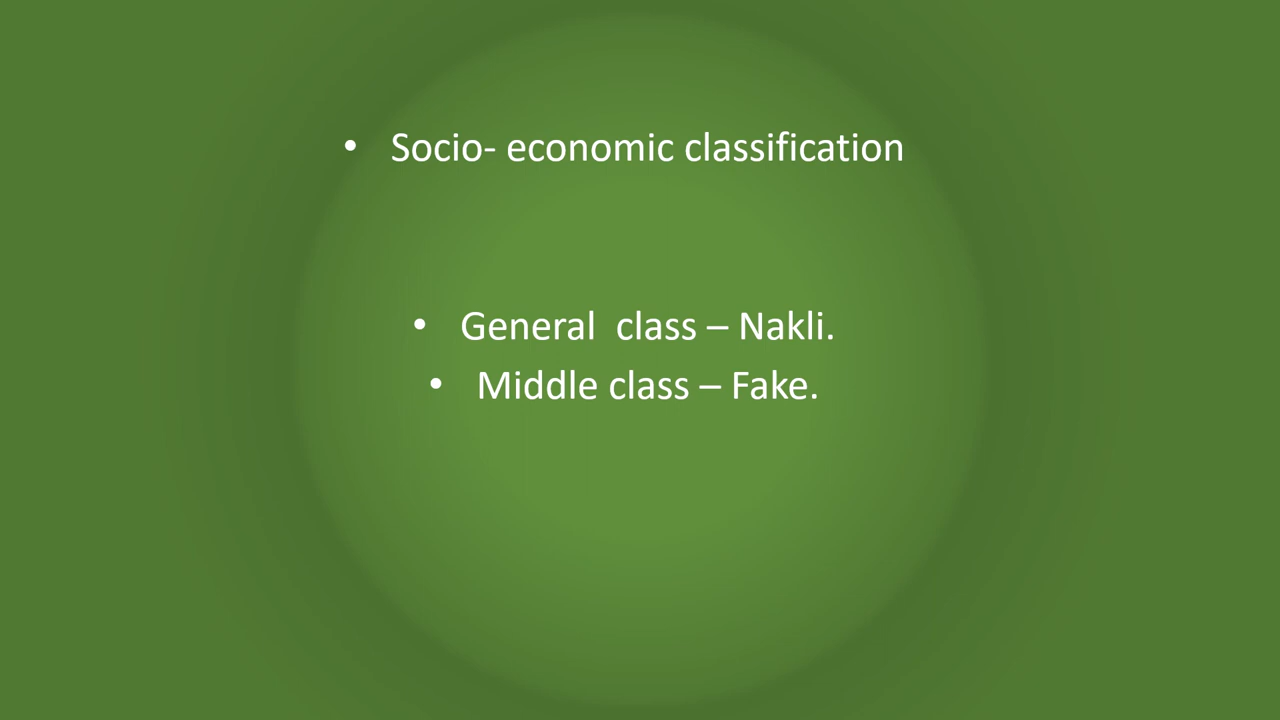 • Socio- economic classification
• General  class – Nakli.
• Middle class – Fake.